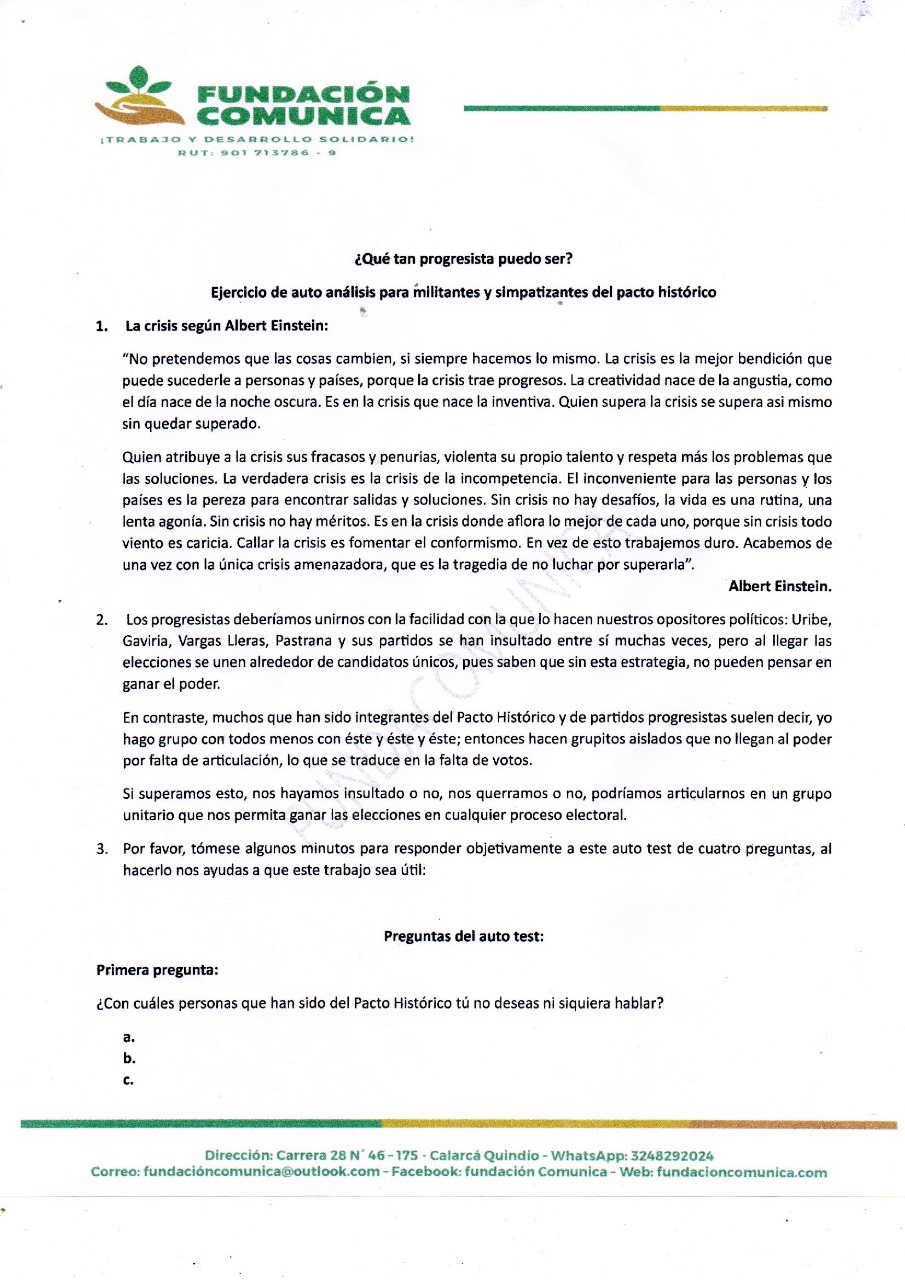 FUNDACIÓN
COMUNICA
¡TRABAJO Y DESARROLLO SOLIDARIO!
RUT: 901 713786 - 9
¿Qué tan progresista puedo ser?
Ejercicio de auto análisis para militantes y simpatizantes del pacto histórico
1. La crisis según Albert Einstein:
“No pretendemos que las cosas cambien, si siempre hacemos lo mismo. La crisis es la mejor bendición que
puede sucederle a personas y países, porque la crisis trae progresos. La creatividad nace de la angustia, como
el día nace de la noche oscura. Es en la crisis que nace la inventiva. Quien supera la crisis se supera asi mismo
sin quedar superado.
Quien atribuye a la crisis sus fracasos y penurias, violenta su propio talento y respeta más los problemas que
las soluciones. La verdadera crisis es la crisis de la incompetencia. El inconveniente para las personas y los
países es la pereza para encontrar salidas y soluciones. Sin crisis no hay desafíos, la vida es una rutina, una
lenta agonía. Sin crisis no hay méritos. Es en la crisis donde aflora lo mejor de cada uno, porque sin crisis todo
viento es caricia. Callar la crisis es fomentar el conformismo. En vez de esto trabajemos duro. Acabemos de
una vez con la única crisis amenazadora, que es la tragedia de no luchar por superarla”.
Albert Einstein.
2. Los progresistas deberíamos unirnos con la facilidad con la que lo hacen nuestros opositores políticos: Uribe,
Gaviria, Vargas Lleras, Pastrana y sus partidos se han insultado entre sí muchas veces, pero al llegar las
elecciones se unen alrededor de candidatos únicos, pues saben que sin esta estrategia, no pueden pensar en
ganar el poder.
En contraste, muchos que han sido integrantes del Pacto Histórico y de partidos progresistas suelen decir, yo
hago grupo con todos menos con éste y éste y éste; entonces hacen grupitos aislados que no llegan al poder
por falta de articulación, lo que se traduce en la falta de votos.
Si superamos esto, nos hayamos insultado o no, nos querramos o no, podríamos articularnos en un grupo
unitario que nos permita ganar las elecciones en cualquier proceso electoral.
3. Por favor, tómese algunos minutos para responder objetivamente a este auto test de cuatro preguntas, al
hacerlo nos ayudas a que este trabajo sea útil:
FUNDACOMUNICA
Preguntas del auto test:
Primera pregunta:
¿Con cuáles personas que han sido del Pacto Histórico tú no deseas ni siquiera hablar?
a.
b.
c.
Dirección: Carrera 28 N° 46 - 175 - Calarcá Quindío - WhatsApp: 3248292024
Correo: fundacióncomunica@outlook.com - Facebook: fundación Comunica - Web: fundacioncomunica.com